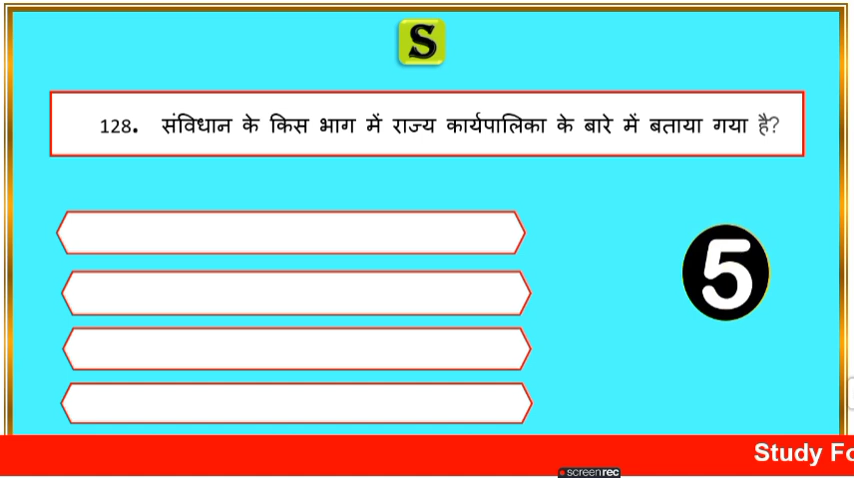 S
128. संविधान के किस भाग में राज्य कार्यपालिका के बारे में बताया गया है?
5
Study Fo
screenrec